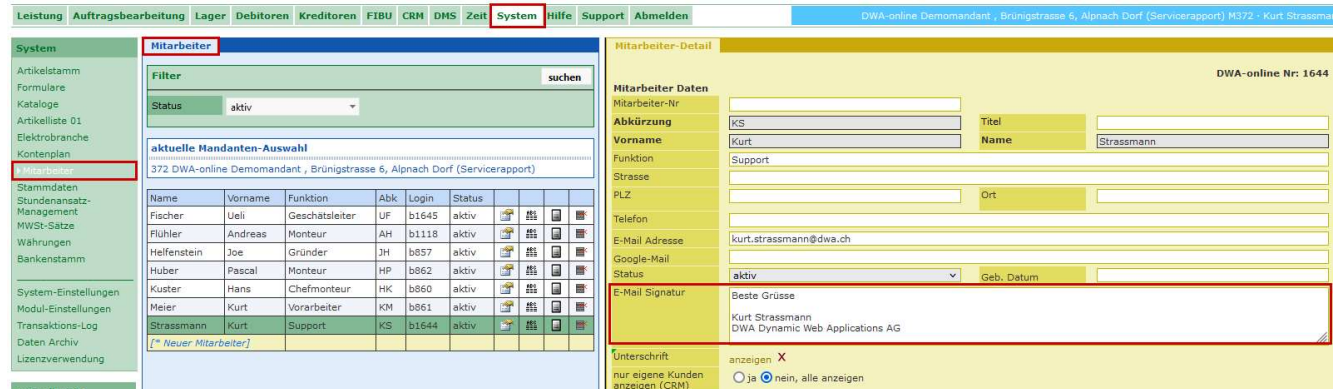 Leistung Auftragsbearbeitung Lager Debitoren Kreditoren FIBU CRM DMS Zeit System Hilfe Support Abmelden
DWA-online Demomandant , Brünigstrasse 6, Alpnach Dorf (Servicerapport) M372 - Kurt Strassma
System
Artikelstamm
Formulare
Kataloge
Artikelliste 01
Elektrobranche
Kontenplan
Mitarbeiter
Stammdaten
Stundenansatz-
Management
MWSt-Sätze
Währungen
Bankenstamm
System-Einstellungen
Modul-Einstellungen
Transaktions-Log
Daten Archiv
Lizenzverwendung
Mitarbeiter
Filter suchen
Status aktiv
aktuelle Mandanten-Auswahl
372 DWA-online Demomandant , Brünigstrasse 6, Alpnach Dorf (Servicerapport)
Name Vorname Funktion Abk Login Status
Fischer Ueli Geschätsleiter UF b1645 aktiv
Flühler Andreas Monteur AH b1118 aktiv
Helfenstein Joe Gründer JH b857 aktiv
Huber Pascal Monteur HP b862 aktiv
Kuster Hans Chefmonteur HK b860 aktiv
Meier Kurt Vorarbeiter KM b861 aktiv
Strassmann Kurt Support KS b1644 aktiv
[* Neuer Mitarbeiter]
Mitarbeiter-Detail
DWA-online Nr: 1644
Mitarbeiter Daten
Mitarbeiter-Nr
Abkürzung KS Titel
Vorname Kurt Name Strassmann
Funktion Support
Strasse
PLZ Ort
Telefon
E-Mail Adresse kurt.strassmann@dwa.ch
Google-Mail
Status aktiv Geb. Datum
E-Mail Signatur Beste Grüsse
Kurt Strassmann
DWA Dynamic Web Applications AG
Unterschrift anzeigen X
nur eigene Kunden
anzeigen (CRM) ja nein, alle anzeigen